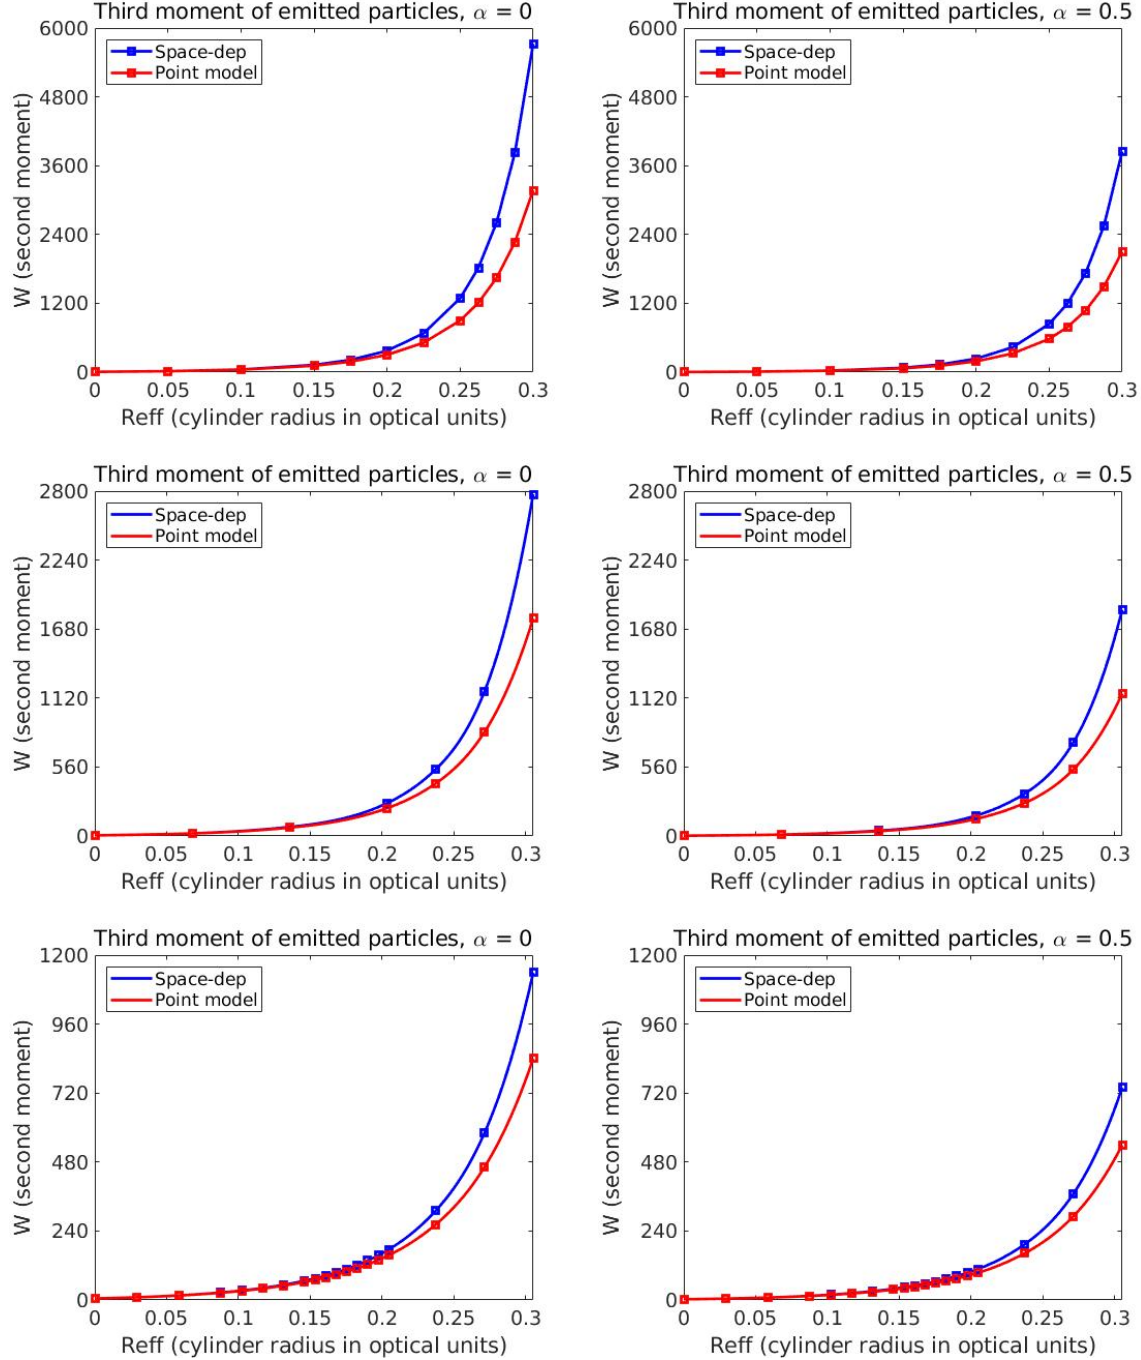 Third moment of emitted particles, α = 0
6000
4800
3600
2400
1200
0
W (second moment)
Space-dep
Point model
0 0.05 0.1 0.15 0.2 0.25 0.3
Reff (cylinder radius in optical units)
Third moment of emitted particles, α = 0.5
6000
4800
3600
2400
1200
0
W (second moment)
Space-dep
Point model
0 0.05 0.1 0.15 0.2 0.25 0.3
Reff (cylinder radius in optical units)
Third moment of emitted particles, α = 0
2800
2240
1680
1120
560
0
W (second moment)
Space-dep
Point model
0 0.05 0.1 0.15 0.2 0.25 0.3
Reff (cylinder radius in optical units)
Third moment of emitted particles, α = 0.5
2800
2240
1680
1120
560
0
W (second moment)
Space-dep
Point model
0 0.05 0.1 0.15 0.2 0.25 0.3
Reff (cylinder radius in optical units)
Third moment of emitted particles, α = 0
1200
960
720
480
240
0
W (second moment)
Space-dep
Point model
0 0.05 0.1 0.15 0.2 0.25 0.3
Reff (cylinder radius in optical units)
Third moment of emitted particles, α = 0.5
1200
960
720
480
240
0
W (second moment)
Space-dep
Point model
0 0.05 0.1 0.15 0.2 0.25 0.3
Reff (cylinder radius in optical units)